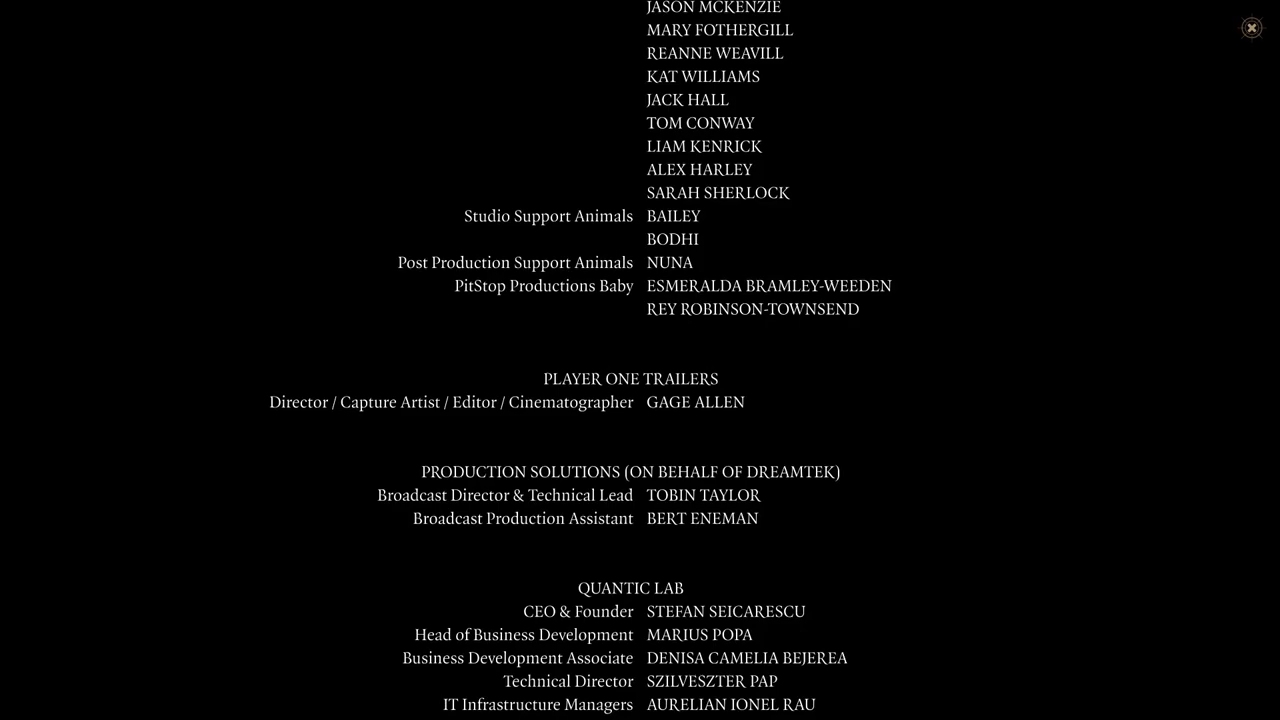 JASON MCKENZIE
MARY FOTHERGILL
REANNE WEAVILL
KAT WILLIAMS
JACK HALL
TOM CONWAY
LIAM KENRICK
ALEX HARLEY
SARAH SHERLOCK
Studio Support Animals BAILEY
BODHI
Post Production Support Animals NUNA
PitStop Productions Baby ESMERALDA BRAMLEY-WEEDEN
REY ROBINSON-TOWNSEND
PLAYER ONE TRAILERS
Director / Capture Artist / Editor / Cinematographer GAGE ALLEN
PRODUCTION SOLUTIONS (ON BEHALF OF DREAMTEK)
Broadcast Director & Technical Lead TOBIN TAYLOR
Broadcast Production Assistant BERT ENEMAN
QUANTIC LAB
CEO & Founder STEFAN SEICARESCU
Head of Business Development MARIUS POPA
Business Development Associate DENISA CAMELIA BEJEREA
Technical Director SZILVESZTER PAP
IT Infrastructure Managers AURELIAN IONEL RAU